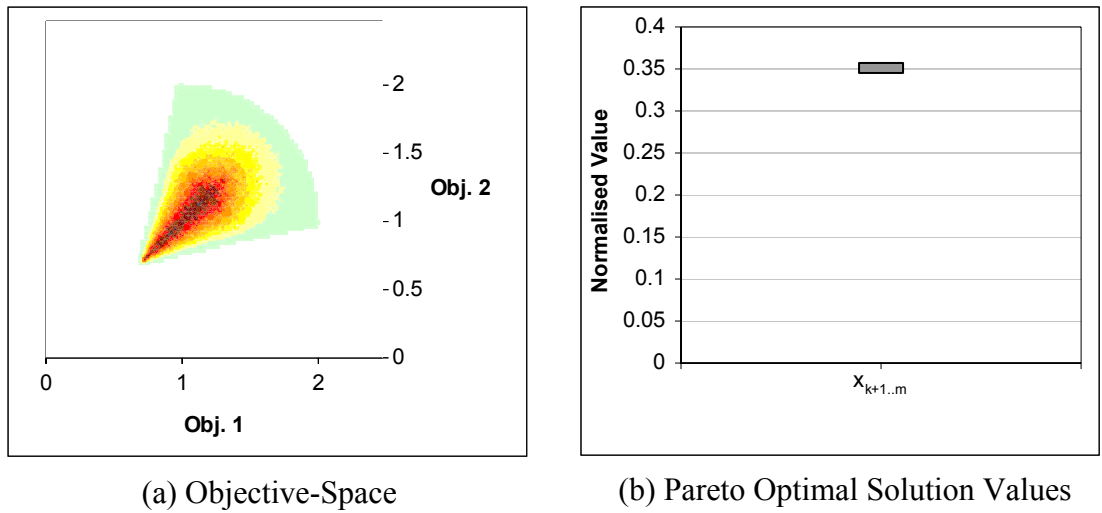 2
1.5
Obj. 2
1
0.5
0
0 1 2
Obj. 1
(a) Objective-Space
0.4
0.35
0.3
0.25
0.2
0.15
0.1
0.05
0
Normalised Value
xk+1..m
(b) Pareto Optimal Solution Values